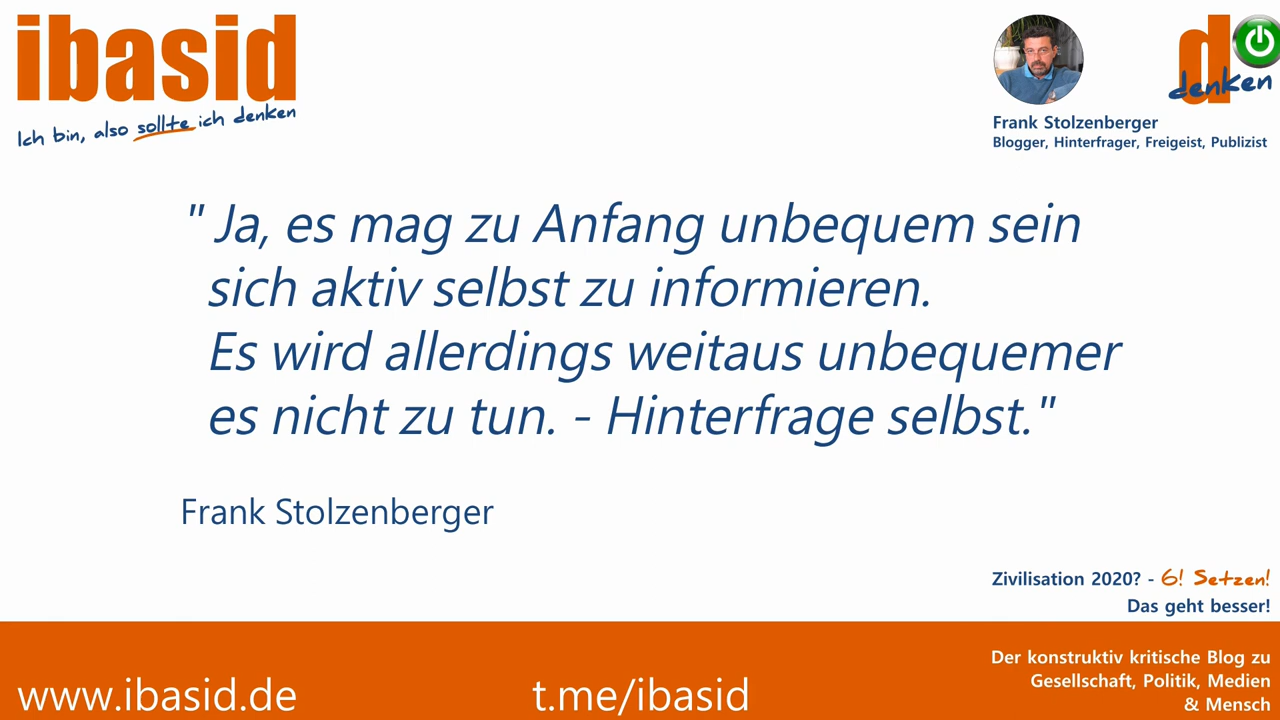 ibasid
Ich bin, also sollte ich denken
d
denken
Frank Stolzenberger
Blogger, Hinterfrager, Freigeist, Publizist
" Ja, es mag zu Anfang unbequem sein
sich aktiv selbst zu informieren.
Es wird allerdings weitaus unbequemer
es nicht zu tun. - Hinterfrage selbst."
Frank Stolzenberger
Zivilisation 2020? - 6! Setzen!
Das geht besser!
Der konstruktiv kritische Blog zu
Gesellschaft, Politik, Medien
& Mensch
www.ibasid.de
t.me/ibasid